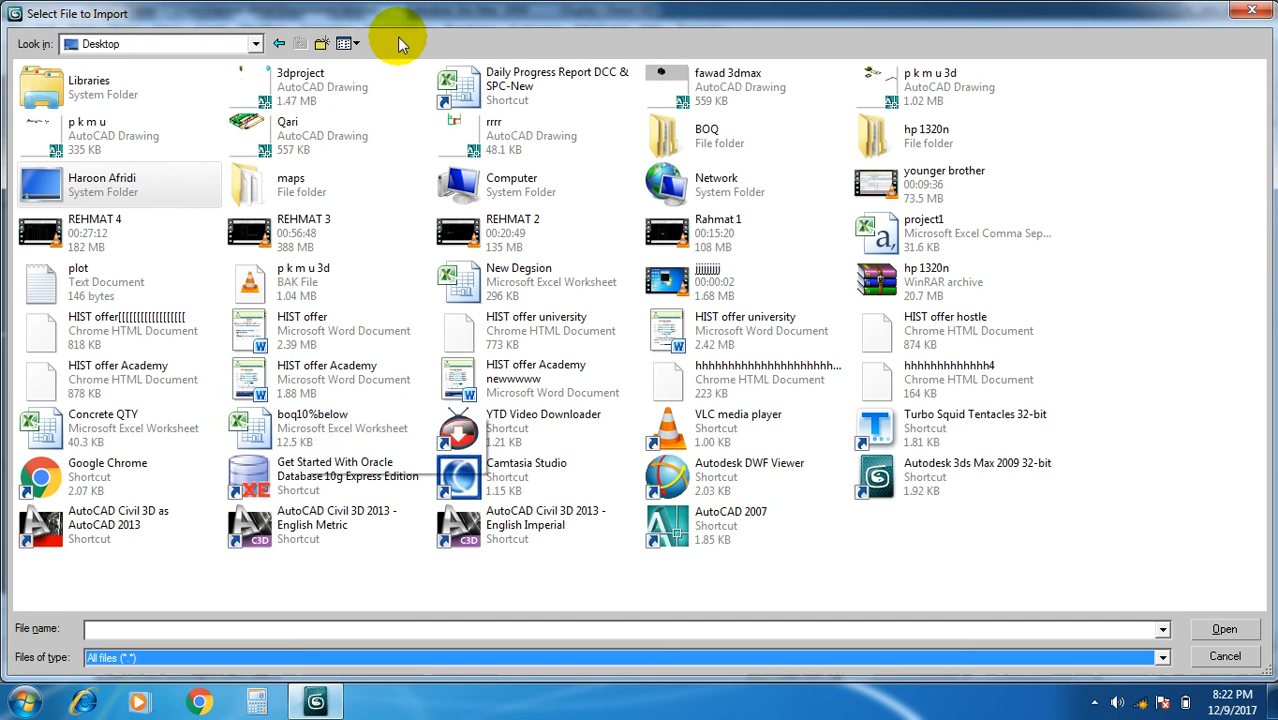 Select File to Import
Look in:
Desktop
Libraries
System Folder
3dproject
AutoCAD Drawing
1.47 MB
Daily Progress Report DCC &
SPC-New
Shortcut
fawad 3dmax
AutoCAD Drawing
559 KB
p k m u 3d
AutoCAD Drawing
1.02 MB
p k m u
AutoCAD Drawing
335 KB
Qari
AutoCAD Drawing
557 KB
rrrr
AutoCAD Drawing
48.1 KB
BOQ
File folder
hp 1320n
File folder
Haroon Afridi
System Folder
maps
File folder
Computer
System Folder
Network
System Folder
younger brother
00:09:36
73.5 MB
REHMAT 4
00:27:12
182 MB
REHMAT 3
00:56:48
388 MB
REHMAT 2
00:20:49
135 MB
Rahmat 1
00:15:20
108 MB
project1
Microsoft Excel Comma Sep...
31.6 KB
plot
Text Document
146 bytes
p k m u 3d
BAK File
1.04 MB
New Degsion
Microsoft Excel Worksheet
296 KB
jjjjjjjjj
00:00:02
1.68 MB
hp 1320n
WinRAR archive
20.7 MB
HIST offer[[[[[[[[[[[[[[[[[
Chrome HTML Document
818 KB
HIST offer
Microsoft Word Document
2.39 MB
HIST offer university
Chrome HTML Document
773 KB
HIST offer university
Microsoft Word Document
2.42 MB
HIST offer hostle
Chrome HTML Document
874 KB
HIST offer Academy
Chrome HTML Document
878 KB
HIST offer Academy
Microsoft Word Document
1.88 MB
HIST offer Academy
newwwww
Microsoft Word Document
hhhhhhhhhhhhhhhhhhhhhh...
Chrome HTML Document
223 KB
hhhhhhhhhhhhh4
Chrome HTML Document
164 KB
Concrete QTY
Microsoft Excel Worksheet
40.3 KB
boq10%below
Microsoft Excel Worksheet
12.5 KB
YTD Video Downloader
Shortcut
1.21 KB
VLC media player
Shortcut
1.00 KB
Turbo Squid Tentacles 32-bit
Shortcut
1.81 KB
Google Chrome
Shortcut
2.07 KB
Get Started With Oracle
Database 10g Express Edition
Shortcut
Camtasia Studio
Shortcut
1.15 KB
Autodesk DWF Viewer
Shortcut
2.03 KB
Autodesk 3ds Max 2009 32-bit
Shortcut
1.92 KB
AutoCAD Civil 3D as
AutoCAD 2013
Shortcut
AutoCAD Civil 3D 2013 -
English Metric
Shortcut
AutoCAD Civil 3D 2013 -
English Imperial
Shortcut
AutoCAD 2007
Shortcut
1.85 KB
File name:
Open
Files of type:
All files (*.*)
Cancel
8:22 PM
12/9/2017